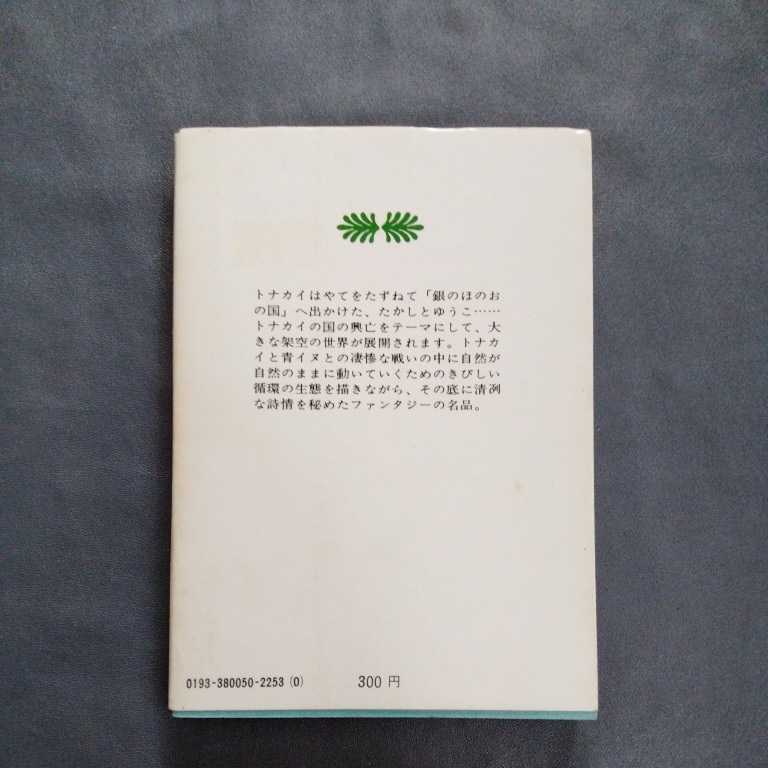 トナカイはやてをたずねて「銀のほのお
の国」へ出かけた、たかしとゆうこ……
トナカイの国の興亡をテーマにして、大
きな架空の世界が展開されます。トナカ
イと青イヌとの凄惨な戦いの中に自然が
自然のままに動いていくためのきびしい
循環の生態を描きながら、その底に清冽
な詩情を秘めたファンタジーの名品。
0193-380050-2253 (0) 300 円